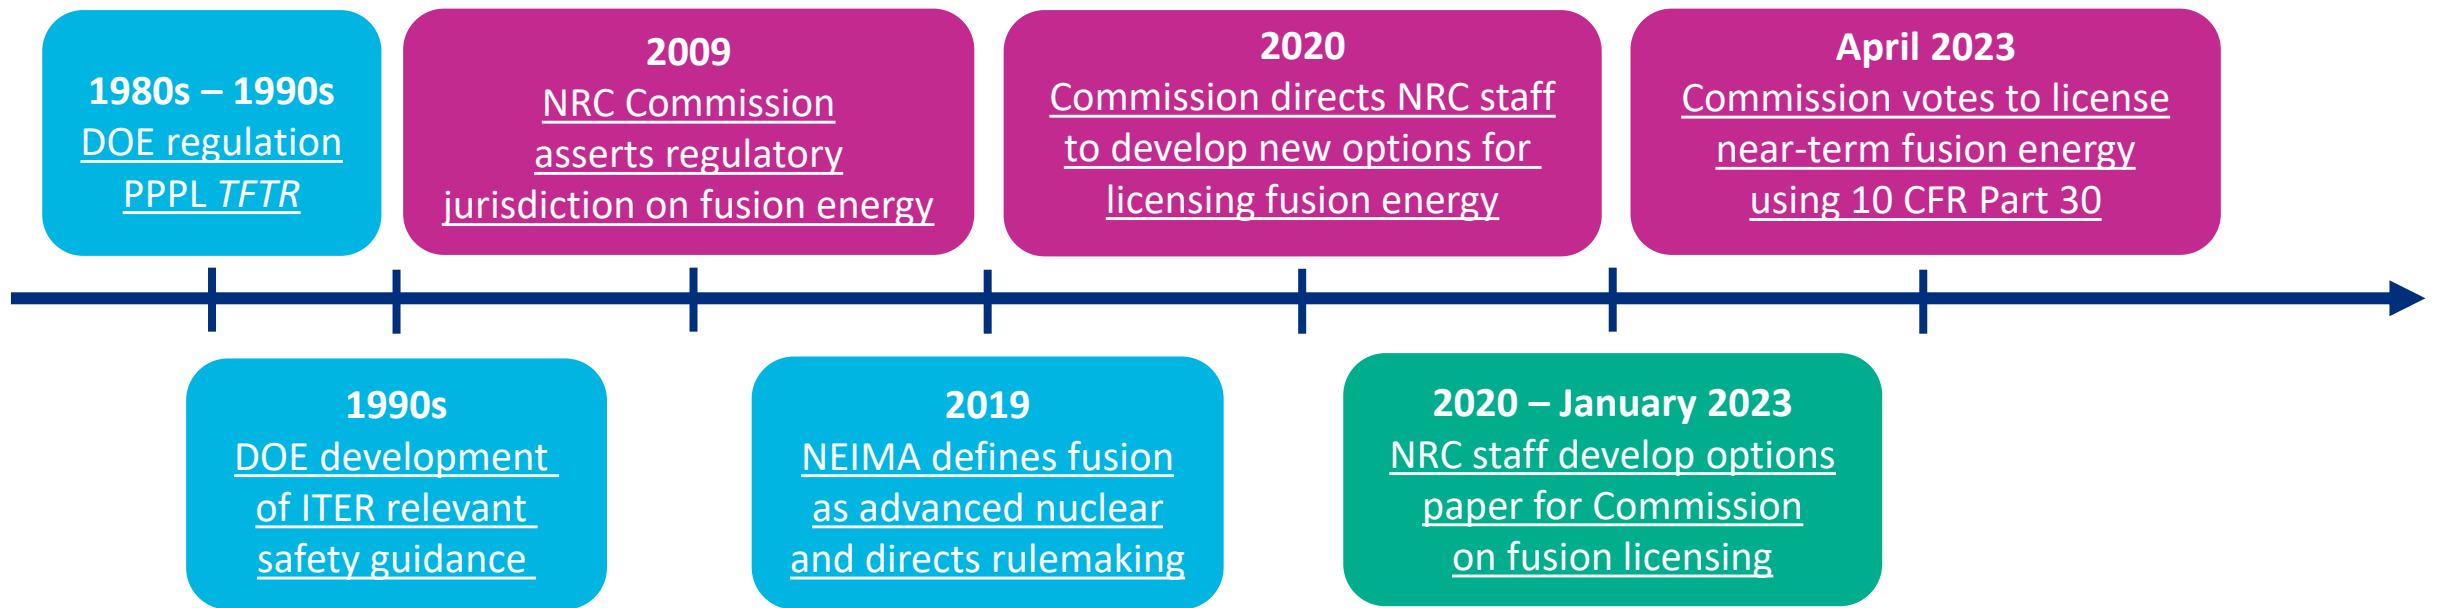 1980s – 1990s
DOE regulation
PPPL TFTR
2009
NRC Commission
asserts regulatory
jurisdiction on fusion energy
2020
Commission directs NRC staff
to develop new options for
licensing fusion energy
April 2023
Commission votes to license
near-term fusion energy
using 10 CFR Part 30
1990s
DOE development
of ITER relevant
safety guidance
2019
NEIMA defines fusion
as advanced nuclear
and directs rulemaking
2020 – January 2023
NRC staff develop options
paper for Commission
on fusion licensing